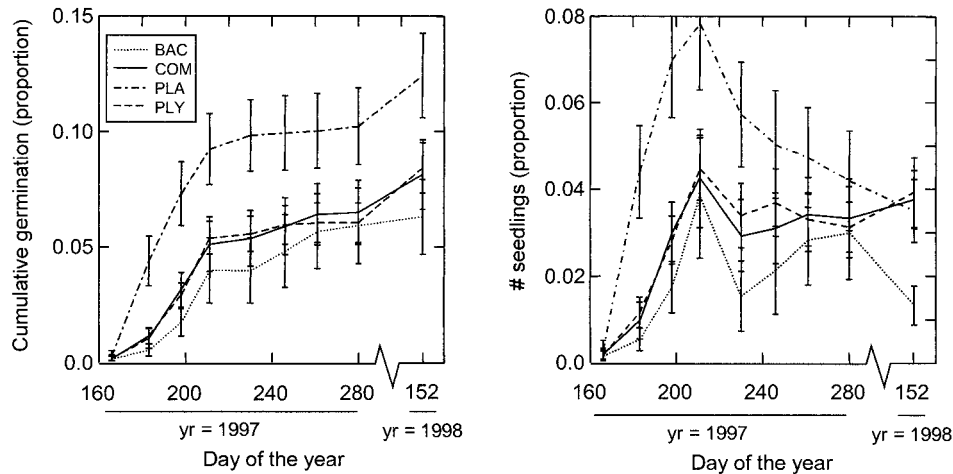 Cumulative germination (proportion)
0.15
0.10
0.05
0.0
BAC
COM
PLA
PLY
160 200 240 280 152
yr = 1997 yr = 1998
Day of the year
# seedlings (proportion)
0.08
0.06
0.04
0.02
0.0
160 200 240 280 152
yr = 1997 yr = 1998
Day of the year